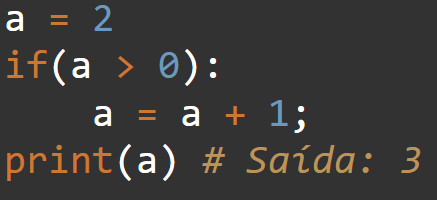 a = 2
if(a > 0):
    a = a + 1;
print(a) # Saída: 3